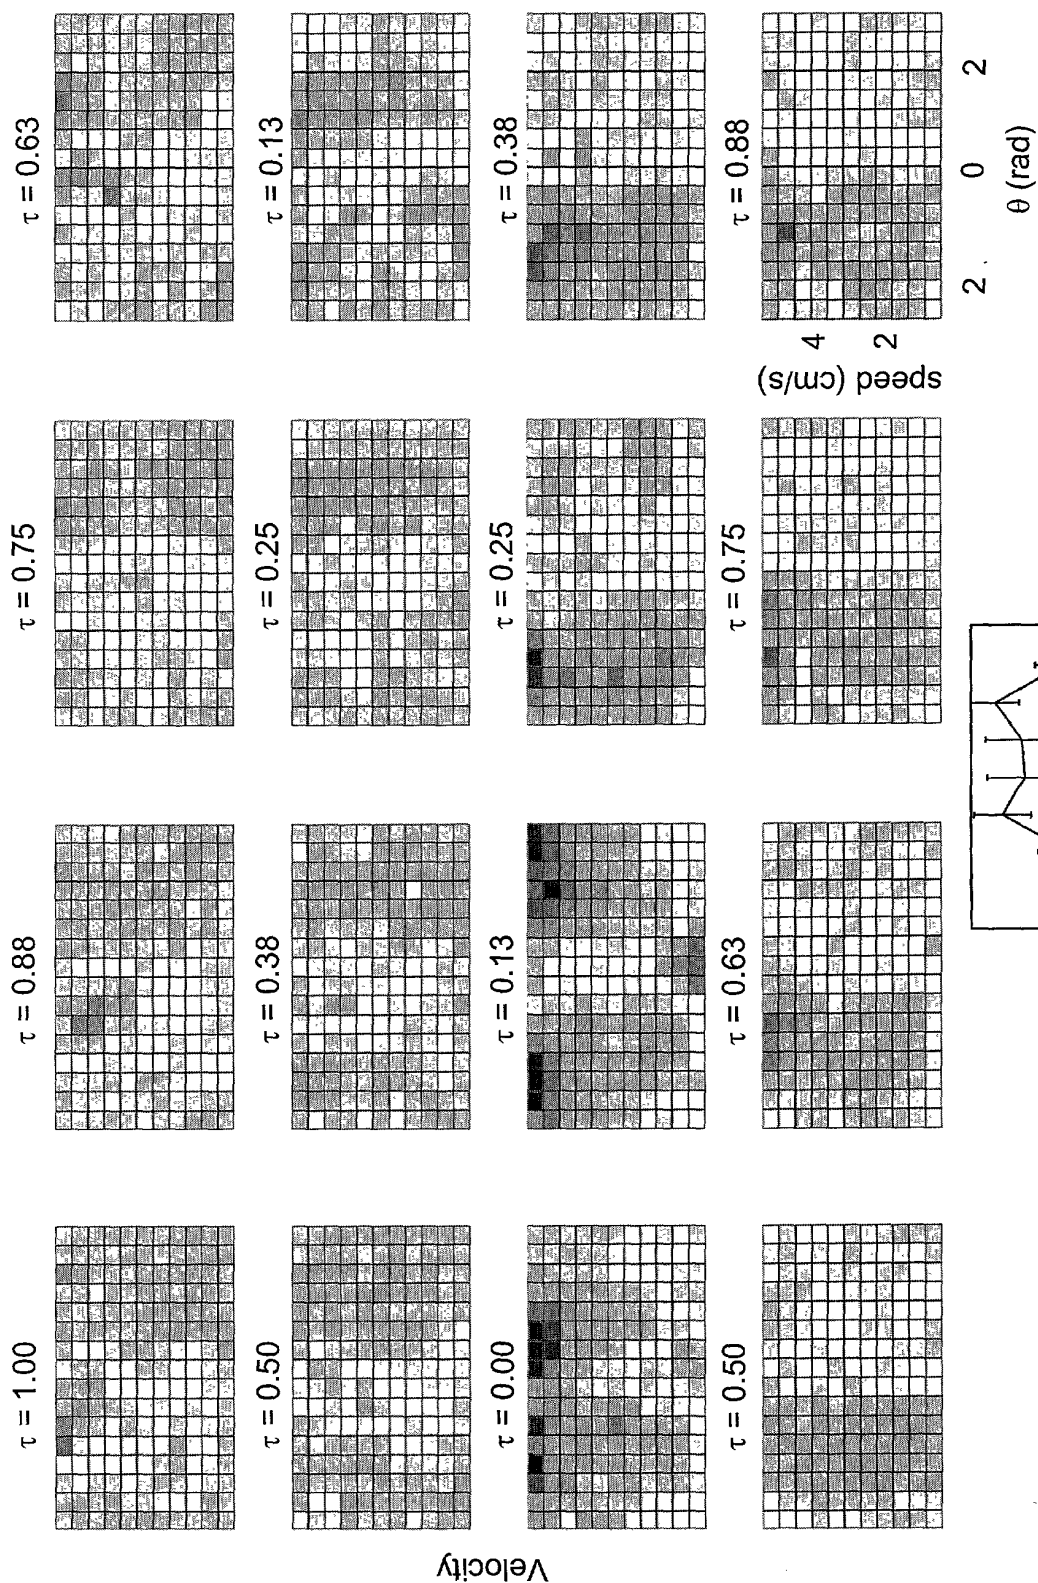 Velocity
τ = 1.00
τ = 0.88
τ = 0.75
τ = 0.63
τ = 0.50
τ = 0.38
τ = 0.25
τ = 0.13
τ = 0.00
τ = 0.13
τ = 0.25
τ = 0.38
τ = 0.50
τ = 0.63
τ = 0.75
τ = 0.88
speed (cm/s)
4
2
2
0
2
θ (rad)